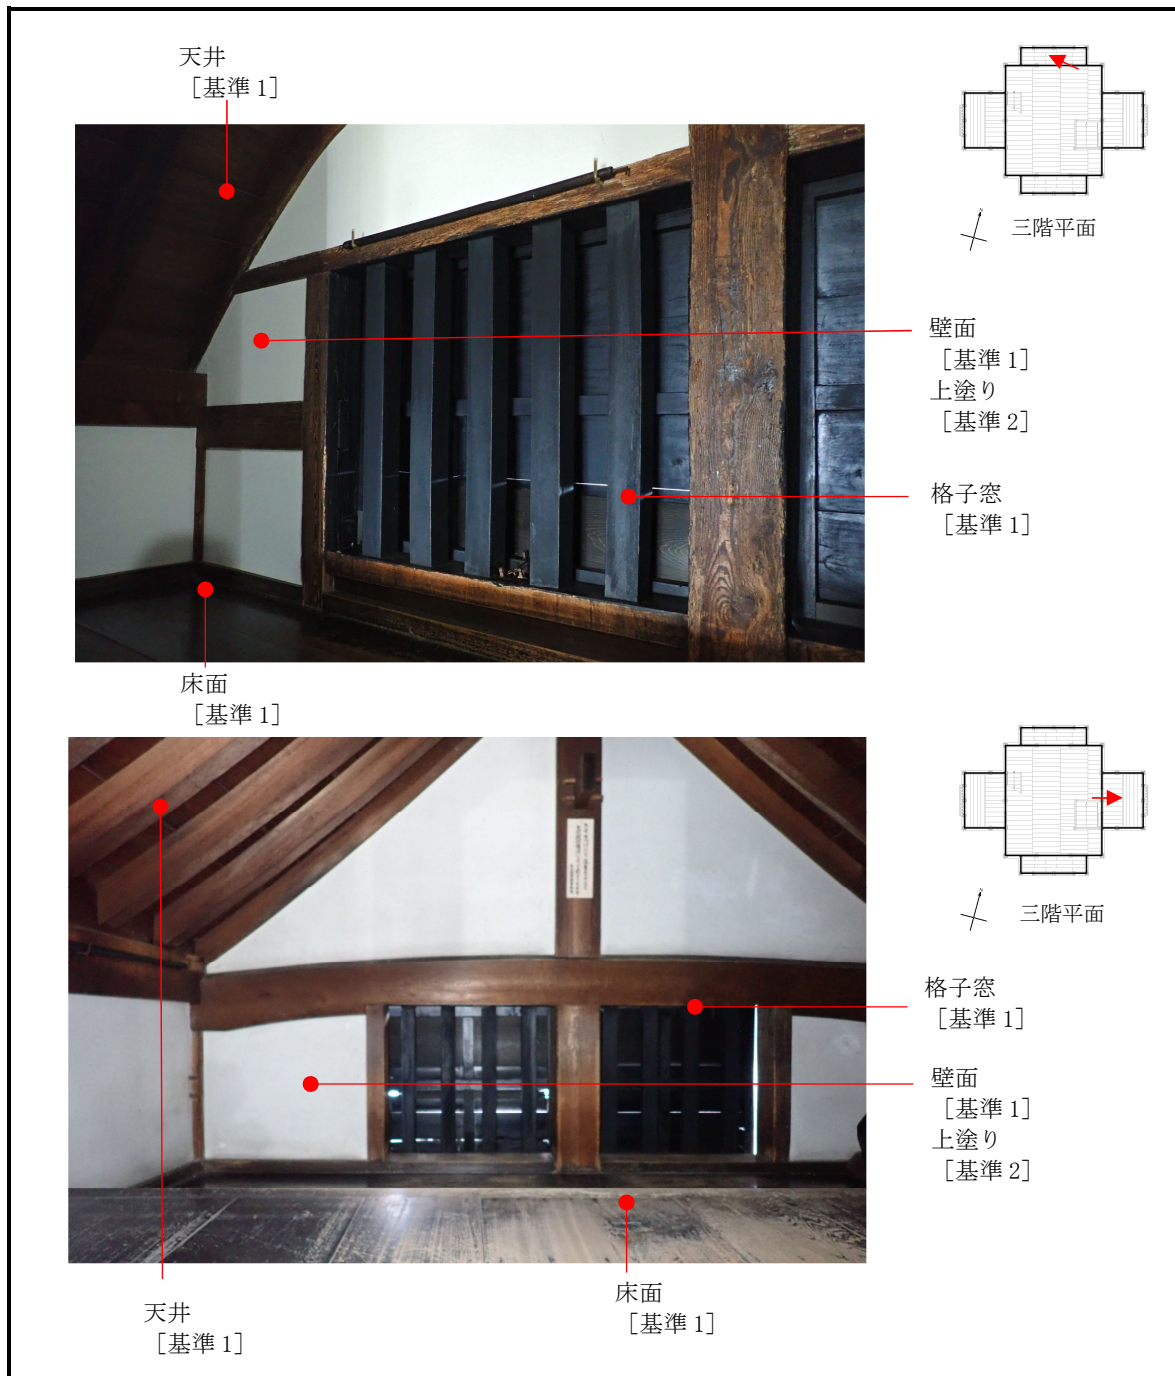 天井
［基準 1］
三階平面
壁面
［基準 1］
上塗り
［基準 2］
格子窓
［基準 1］
床面
［基準 1］
三階平面
格子窓
［基準 1］
壁面
［基準 1］
上塗り
［基準 2］
床面
［基準 1］
天井
［基準 1］